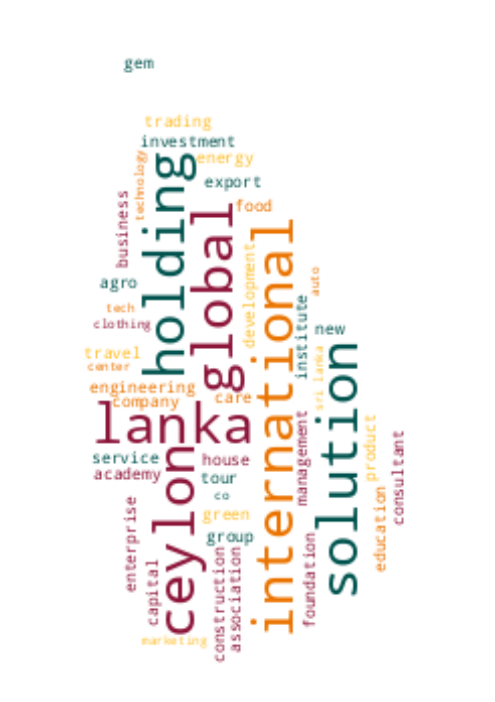 gem
trading
investment
technology
energy
holding
export
business
food
global
international
development
agro
auto
tech
clothing
institute
new
travel
center
sri lanka
solution
engineering
company
care
lanka
management
product
consultant
service
house
academy
tour
ceylon
co
education
enterprise
green
group
capital
construction
association
foundation
marketing